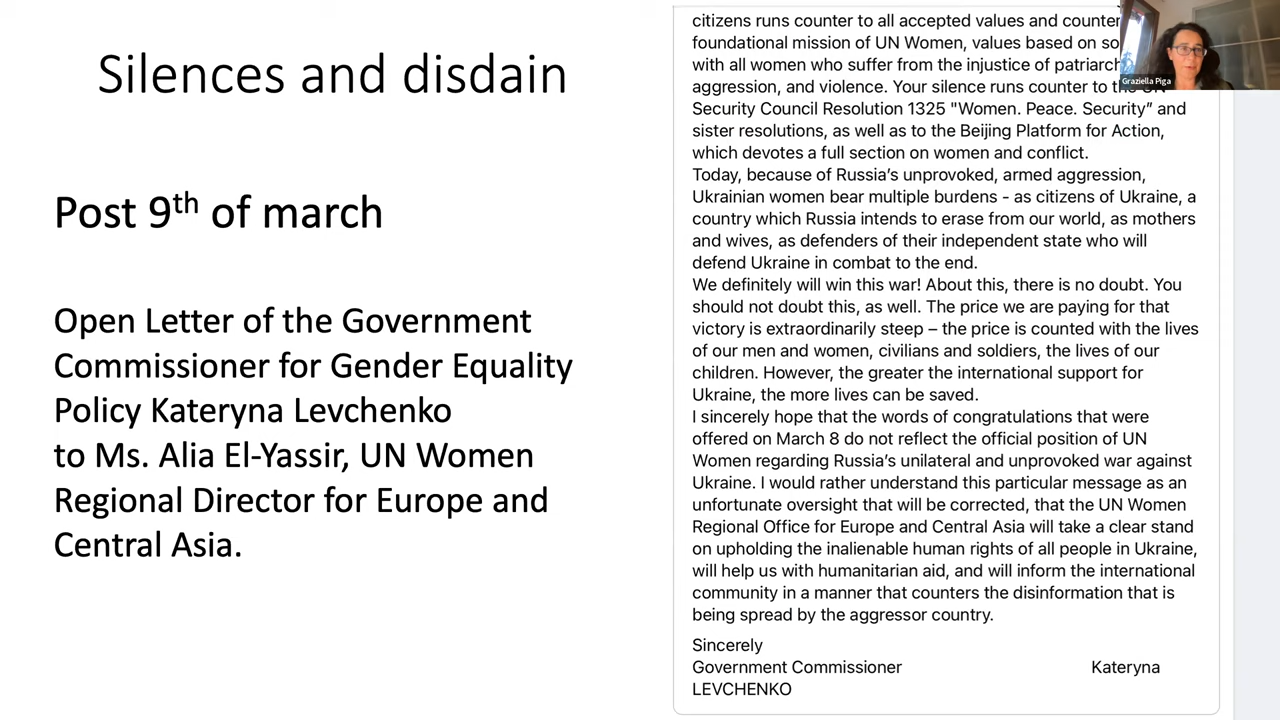 Silences and disdain
Post 9th of march
Open Letter of the Government
Commissioner for Gender Equality
Policy Kateryna Levchenko
to Ms. Alia El-Yassir, UN Women
Regional Director for Europe and
Central Asia.
citizens runs counter to all accepted values and counter
foundational mission of UN Women, values based on so
with all women who suffer from the injustice of patriarch
aggression, and violence. Your silence runs counter to the UN
Security Council Resolution 1325 "Women. Peace. Security” and
sister resolutions, as well as to the Beijing Platform for Action,
which devotes a full section on women and conflict.
Today, because of Russia’s unprovoked, armed aggression,
Ukrainian women bear multiple burdens - as citizens of Ukraine, a
country which Russia intends to erase from our world, as mothers
and wives, as defenders of their independent state who will
defend Ukraine in combat to the end.
We definitely will win this war! About this, there is no doubt. You
should not doubt this, as well. The price we are paying for that
victory is extraordinarily steep – the price is counted with the lives
of our men and women, civilians and soldiers, the lives of our
children. However, the greater the international support for
Ukraine, the more lives can be saved.
I sincerely hope that the words of congratulations that were
offered on March 8 do not reflect the official position of UN
Women regarding Russia’s unilateral and unprovoked war against
Ukraine. I would rather understand this particular message as an
unfortunate oversight that will be corrected, that the UN Women
Regional Office for Europe and Central Asia will take a clear stand
on upholding the inalienable human rights of all people in Ukraine,
will help us with humanitarian aid, and will inform the international
community in a manner that counters the disinformation that is
being spread by the aggressor country.
Sincerely
Government Commissioner Kateryna
LEVCHENKO
Graziella Piga